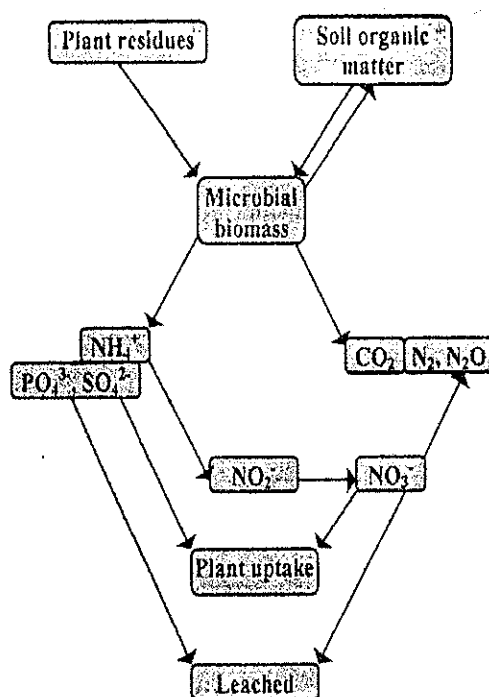 Plant residues
Soil organic
matter
Microbial
biomass
NH₄⁺
PO₄³⁻, SO₄²⁻
CO₂
N₂, N₂O
NO₂⁻
NO₃⁻
Plant uptake
Leached